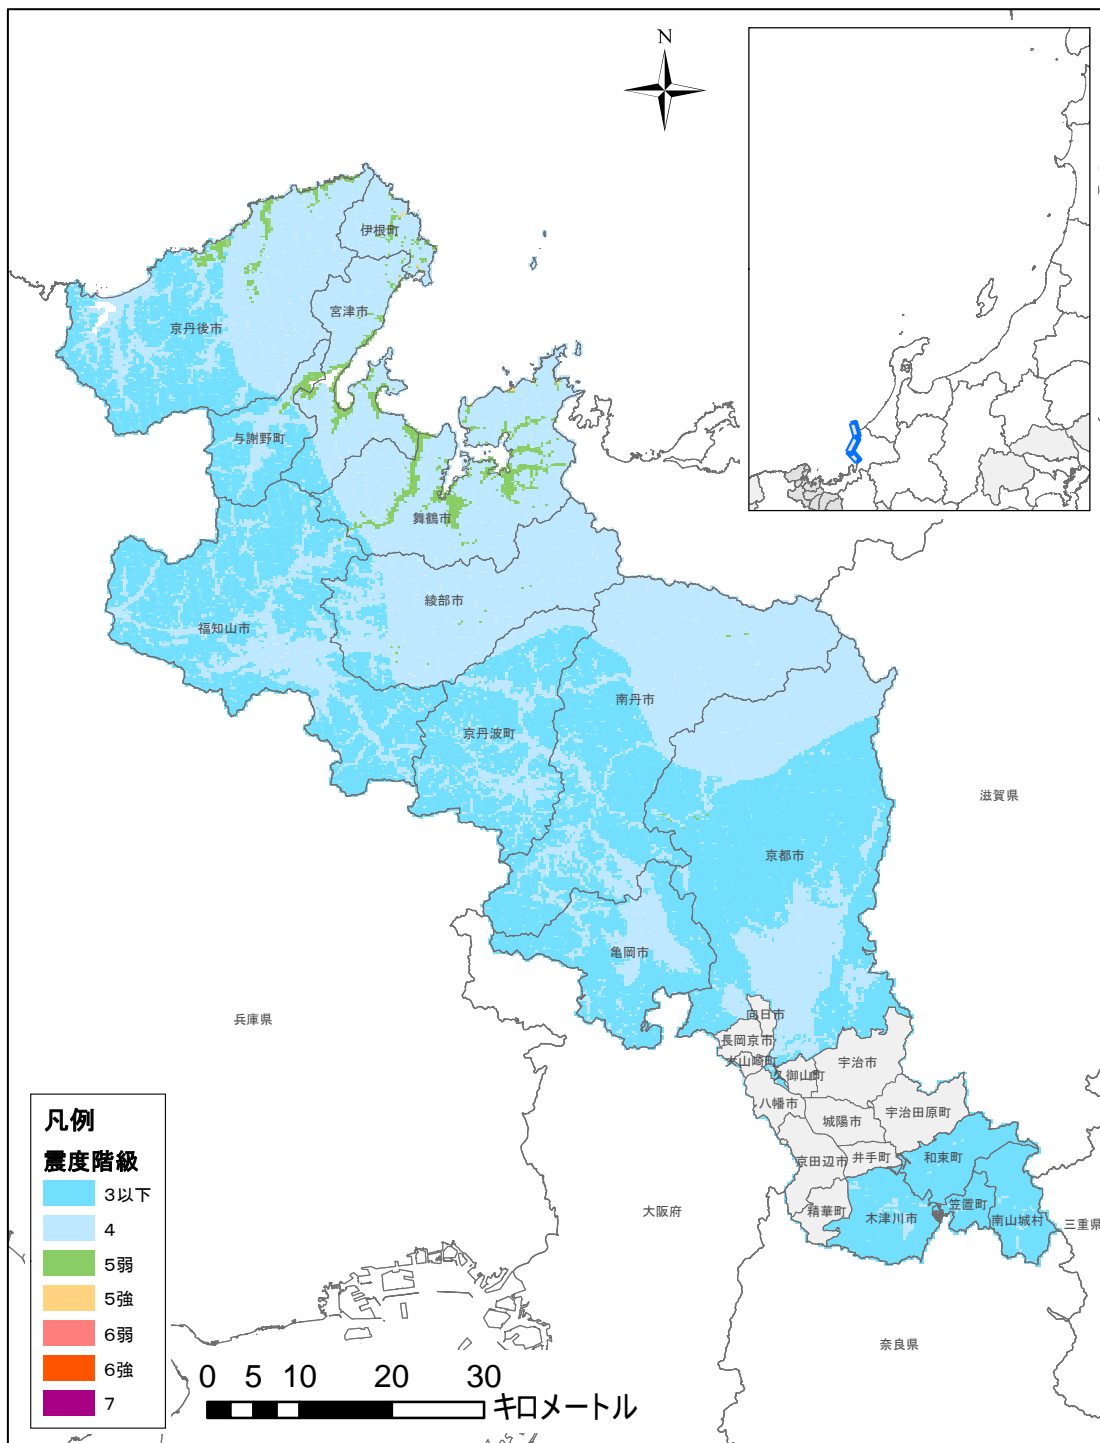 N
伊根町
宮津市
京丹後市
与謝野町
舞鶴市
綾部市
福知山市
南丹市
京丹波町
滋賀県
京都市
亀岡市
兵庫県
向日市
長岡京市
大山崎町
久御山町
宇治市
八幡市
城陽市
宇治田原町
京田辺市
井手町
和束町
精華町
木津川市
笠置町
南山城村
三重県
大阪府
奈良県
凡例
震度階級
3以下
4
5弱
5強
6弱
6強
7
0 5 10 20 30
キロメートル